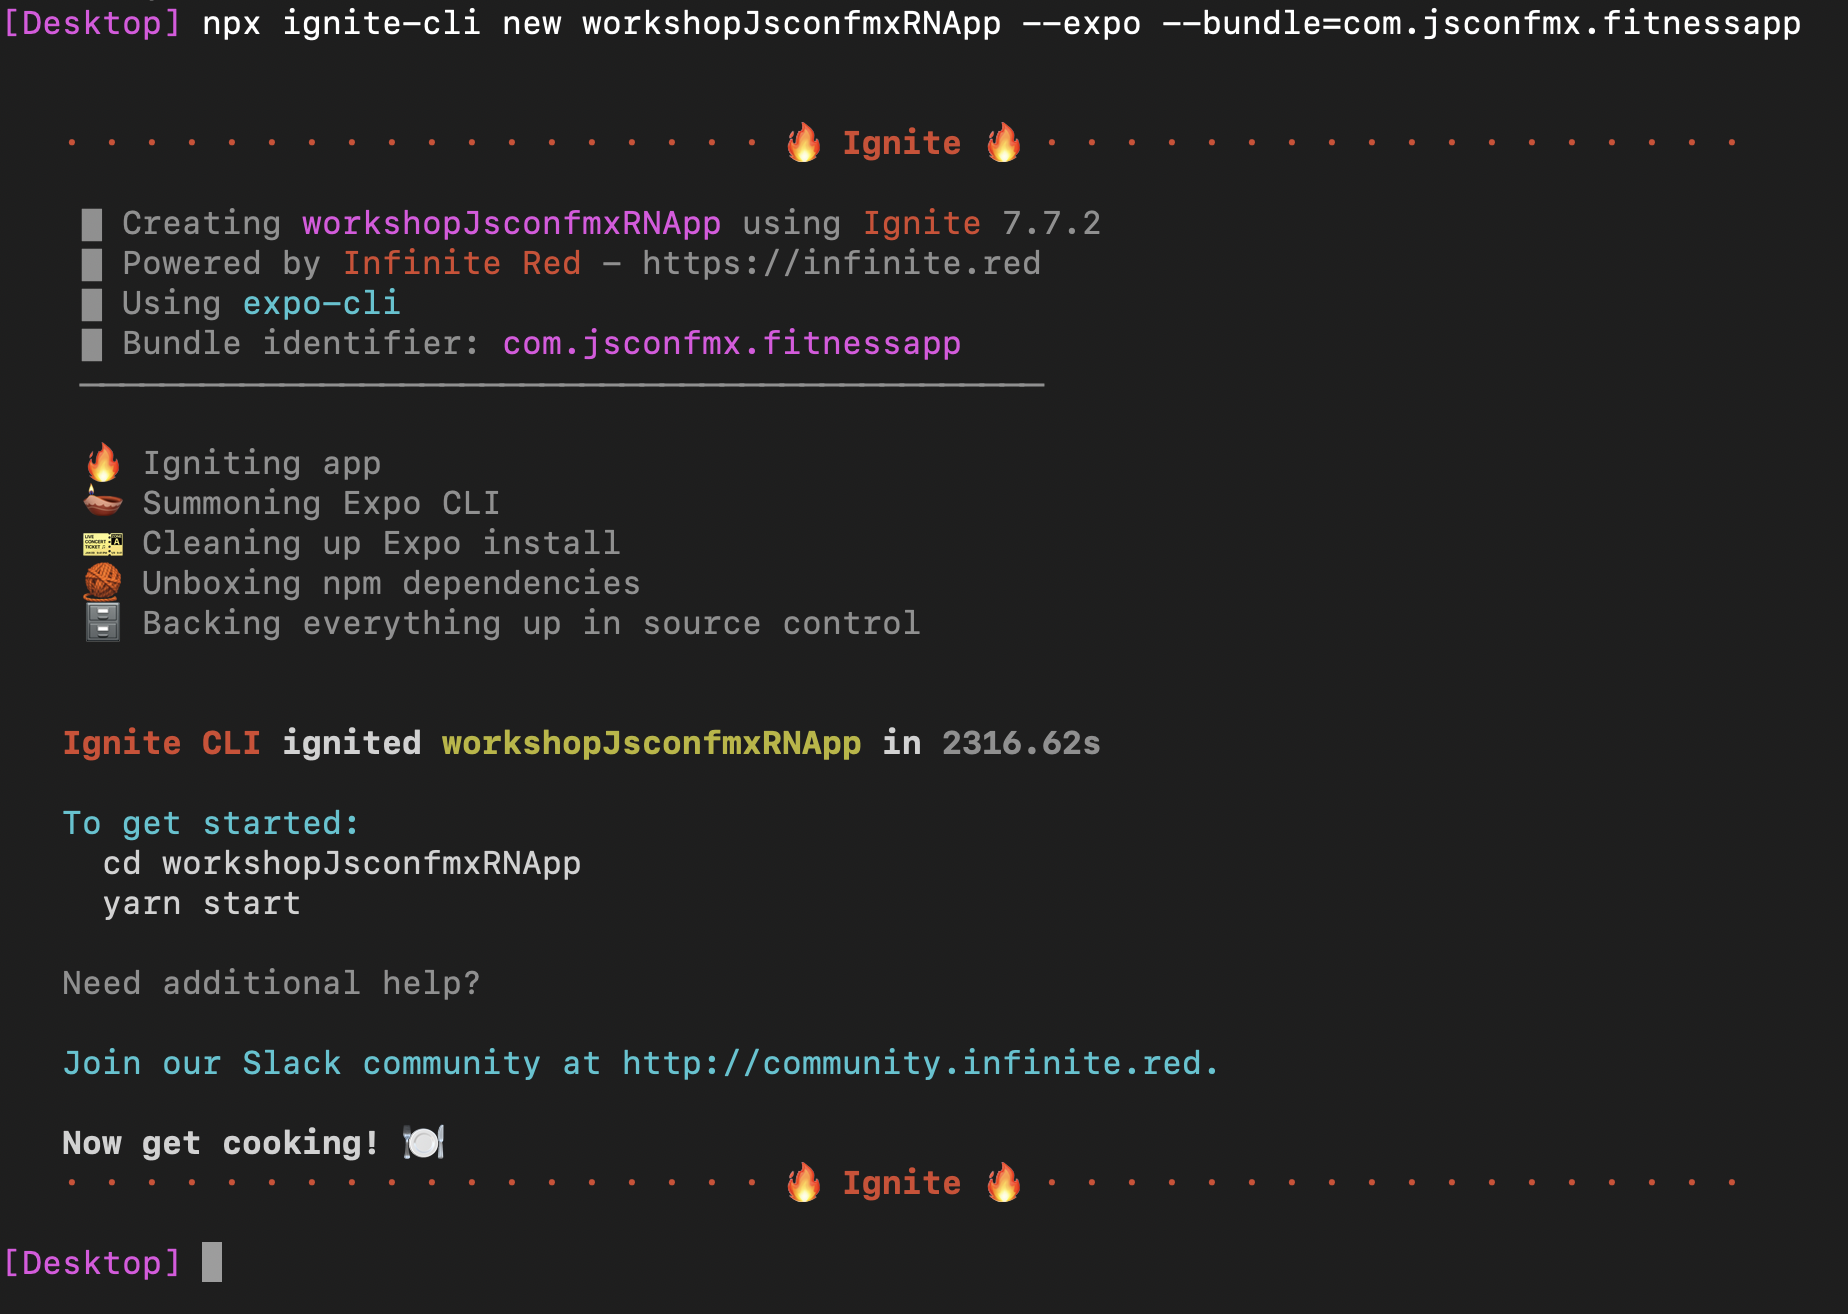 [Desktop] npx ignite-cli new workshopJsconfmxRNApp --expo --bundle=com.jsconfmx.fitnessapp
· · · · · · · · · · · · · · · · · · 🔥 Ignite 🔥 · · · · · · · · · · · · · · · · · ·
█ Creating workshopJsconfmxRNApp using Ignite 7.7.2
█ Powered by Infinite Red - https://infinite.red
█ Using expo-cli
█ Bundle identifier: com.jsconfmx.fitnessapp
────────────────────────────────────────────────
🔥 Igniting app
🪔 Summoning Expo CLI
🎫 Cleaning up Expo install
🧶 Unboxing npm dependencies
🗄 Backing everything up in source control
Ignite CLI ignited workshopJsconfmxRNApp in 2316.62s
To get started:
cd workshopJsconfmxRNApp
yarn start
Need additional help?
Join our Slack community at http://community.infinite.red.
Now get cooking! 🍽
· · · · · · · · · · · · · · · · · · 🔥 Ignite 🔥 · · · · · · · · · · · · · · · · · ·
[Desktop]